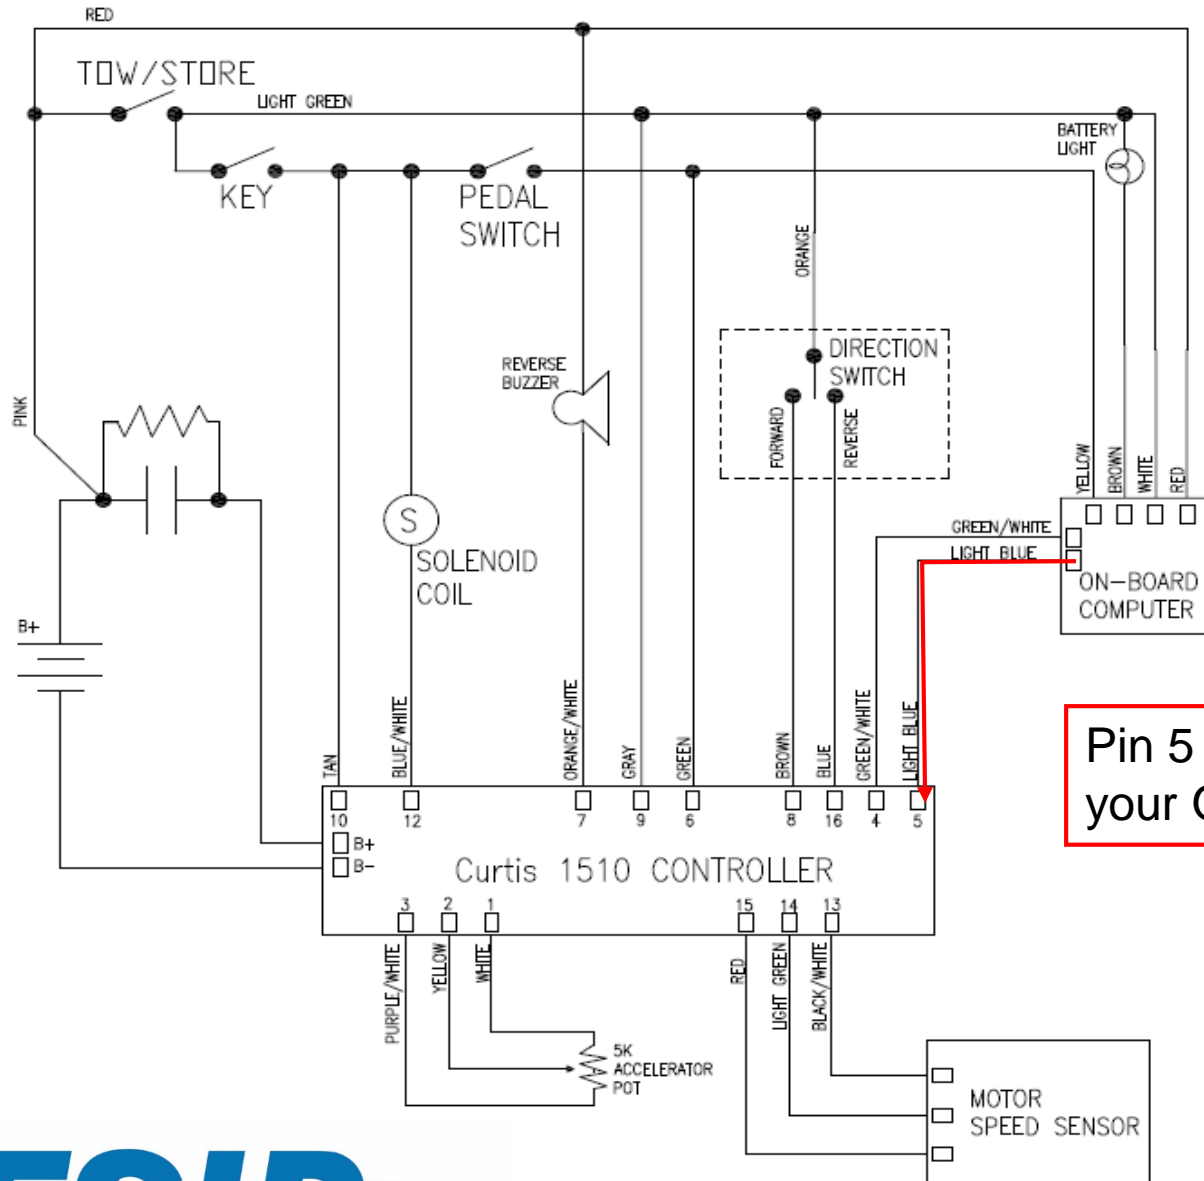 RED
TOW/STORE
LIGHT GREEN
KEY
PEDAL
SWITCH
BATTERY
LIGHT
ORANGE
REVERSE
BUZZER
DIRECTION
SWITCH
FORWARD
REVERSE
PINK
YELLOW
BROWN
WHITE
RED
GREEN/WHITE
LIGHT BLUE
ON-BOARD
COMPUTER
S
SOLENOID
COIL
B+
TAN
BLUE/WHITE
ORANGE/WHITE
GRAY
GREEN
BROWN
BLUE
GREEN/WHITE
LIGHT BLUE
Pin 5
your
10 12 7 9 6 8 16 4 5
B+
B-
Curtis 1510 CONTROLLER
3 2 1 15 14 13
PURPLE/WHITE
YELLOW
WHITE
RED
LIGHT GREEN
BLACK/WHITE
5K
ACCELERATOR
POT
MOTOR
SPEED SENSOR